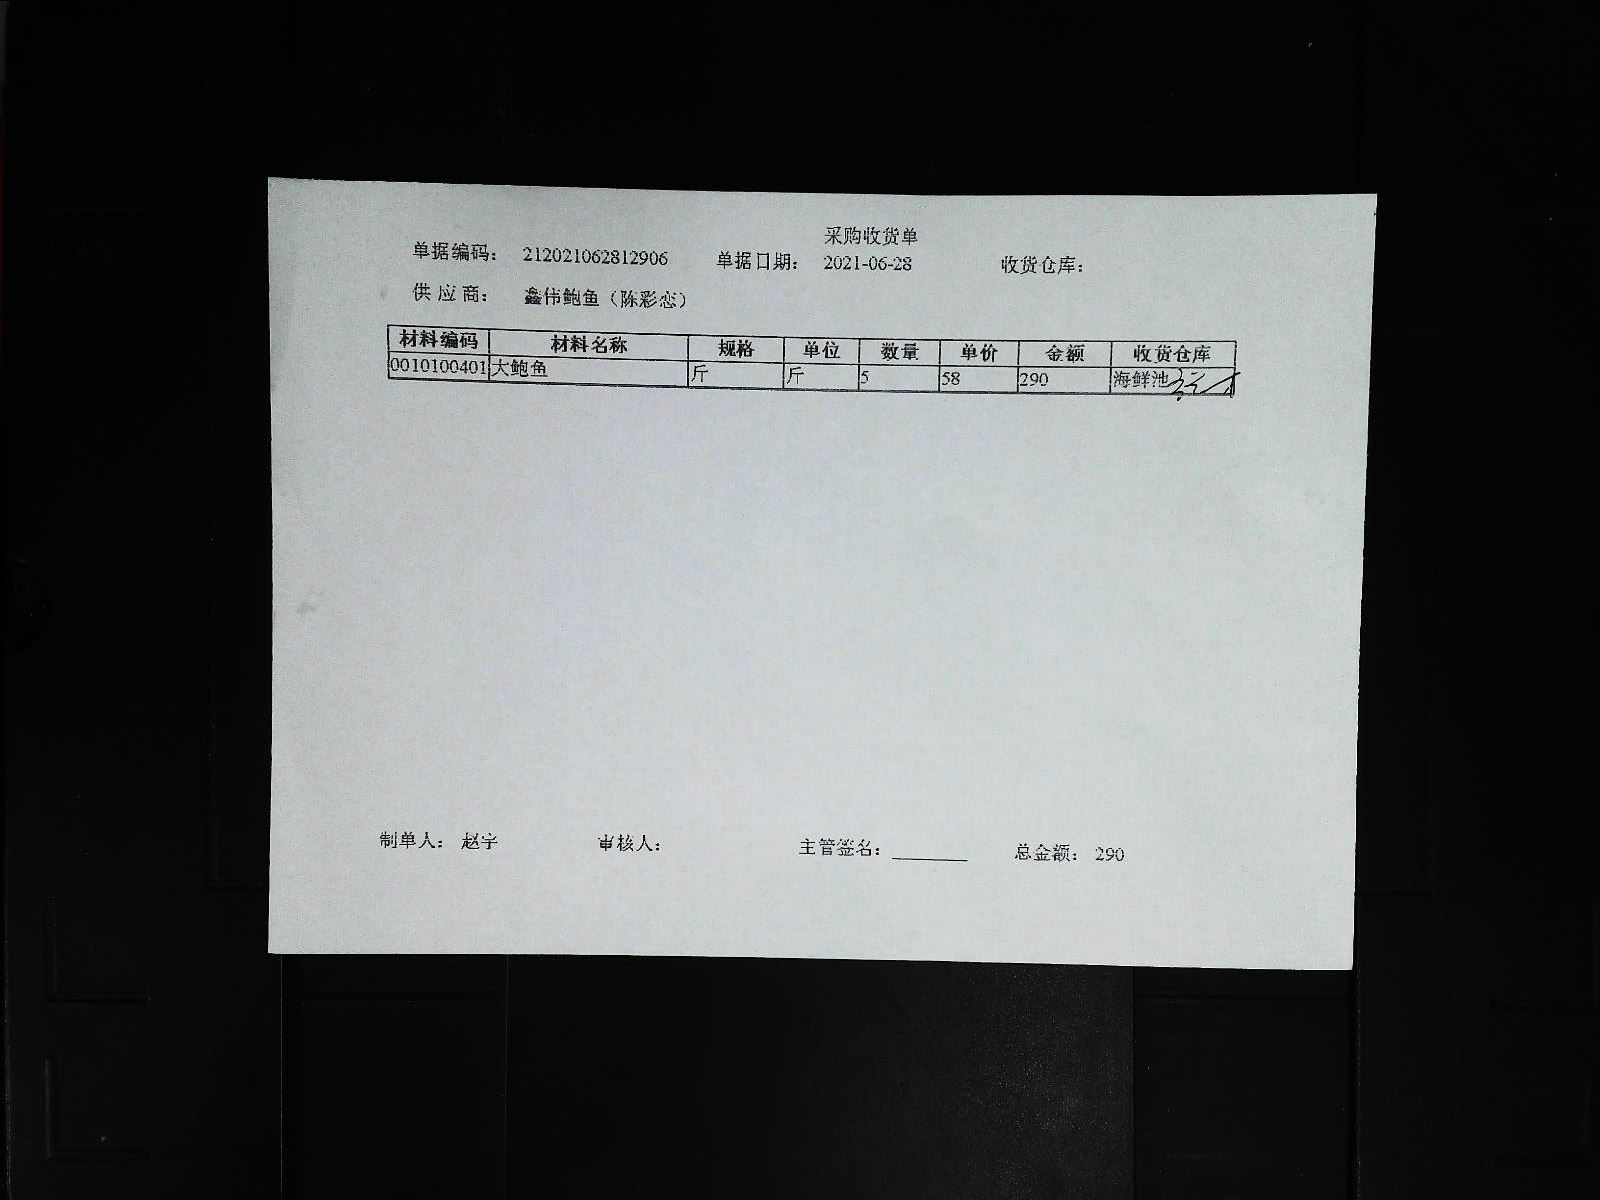 采购收货单
单据编码： 212021062812906 单据日期： 2021-06-28 收货仓库：
供 应 商： 鑫伟鲍鱼（陈彩恋）
材料编码 材料名称 规格 单位 数量 单价 金额 收货仓库
0010100401 大鲍鱼 斤 斤 5 58 290 海鲜池
制单人： 赵宇 审核人： 主管签名： 总金额： 290